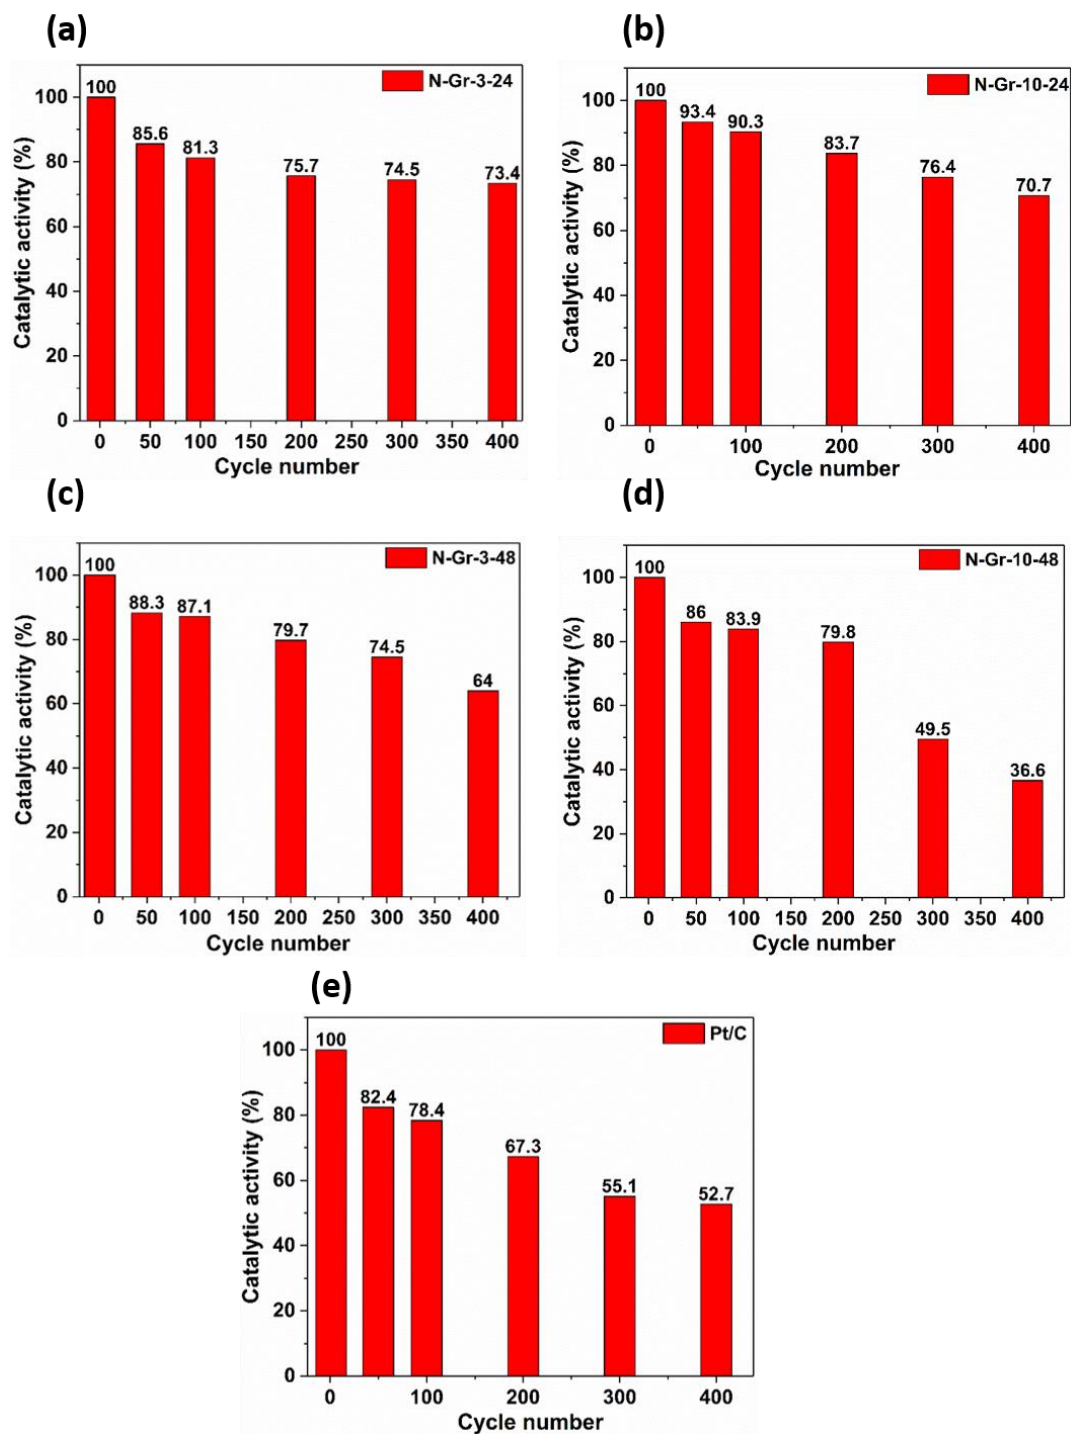 (a)
N-Gr-3-24
Catalytic activity (%)
100
80
60
40
20
0
100
85.6
81.3
75.7
74.5
73.4
0 50 100 150 200 250 300 350 400
Cycle number
(b)
N-Gr-10-24
Catalytic activity (%)
100
80
60
40
20
0
100
93.4
90.3
83.7
76.4
70.7
0 100 200 300 400
Cycle number
(c)
N-Gr-3-48
Catalytic activity (%)
100
80
60
40
20
0
100
88.3
87.1
79.7
74.5
64
0 50 100 150 200 250 300 350 400
Cycle number
(d)
N-Gr-10-48
Catalytic activity (%)
100
80
60
40
20
0
100
86
83.9
79.8
49.5
36.6
0 50 100 150 200 250 300 350 400
Cycle number
(e)
Pt/C
Catalytic activity (%)
100
80
60
40
20
0
100
82.4
78.4
67.3
55.1
52.7
0 100 200 300 400
Cycle number